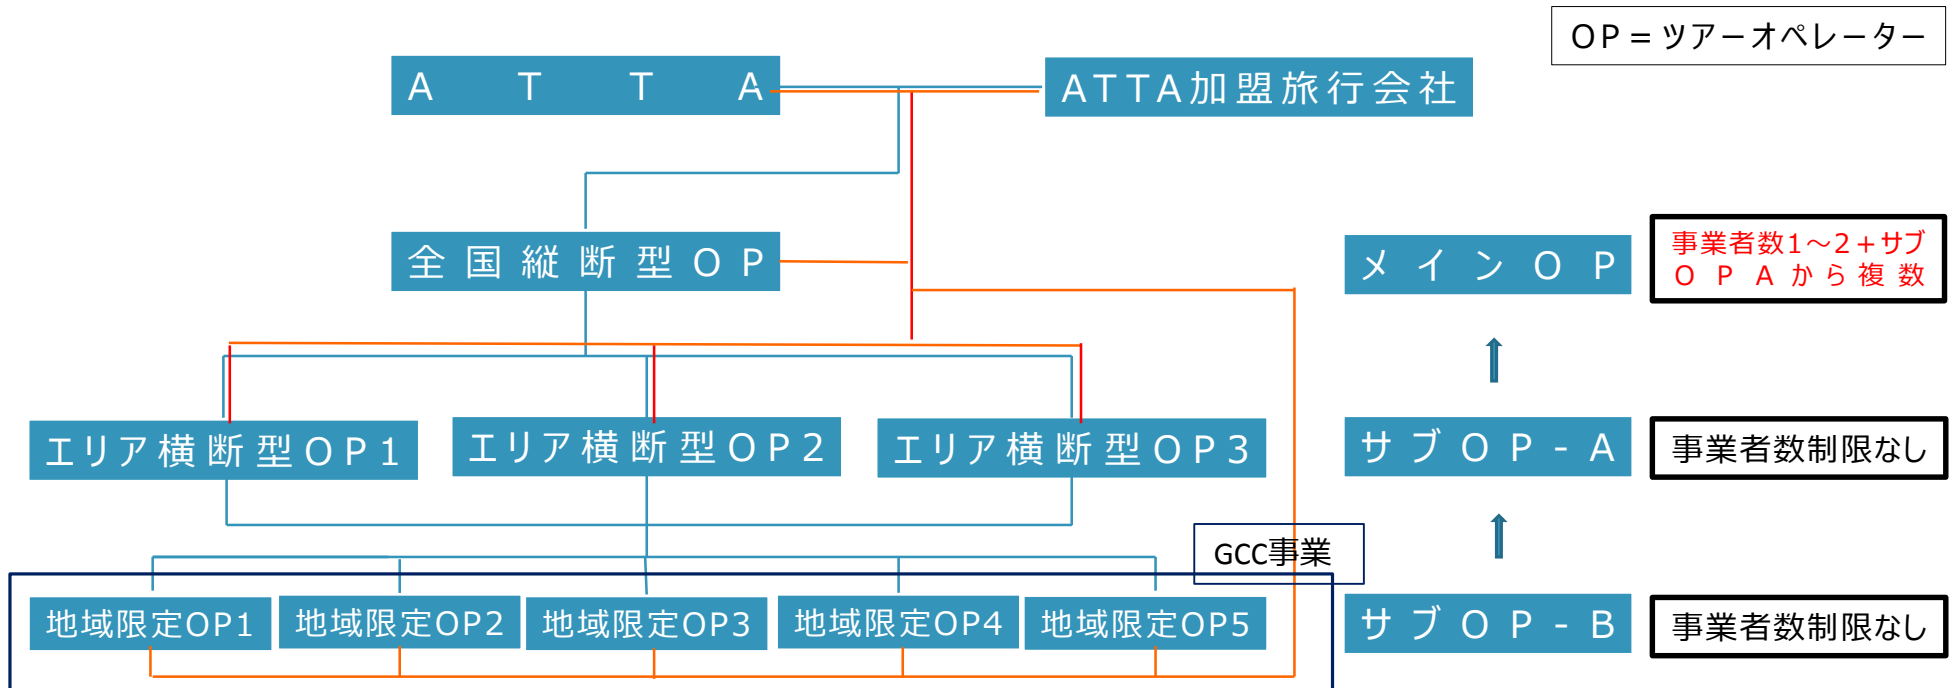 OP=ツアーオペレーター
ATTA
ATTA加盟旅行会社
全国縦断型OP
メインOP
事業者数1～2+サブ
OPAから複数
エリア横断型OP1
エリア横断型OP2
エリア横断型OP3
サブOP-A
事業者数制限なし
GCC事業
地域限定OP1
地域限定OP2
地域限定OP3
地域限定OP4
地域限定OP5
サブOP-B
事業者数制限なし